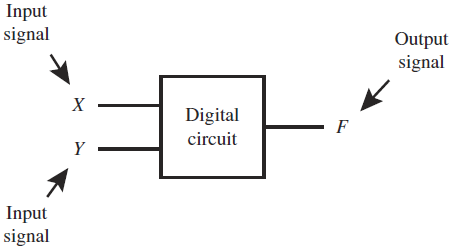 Input
signal
Output
signal
X
Digital
circuit
F
Y
Input
signal